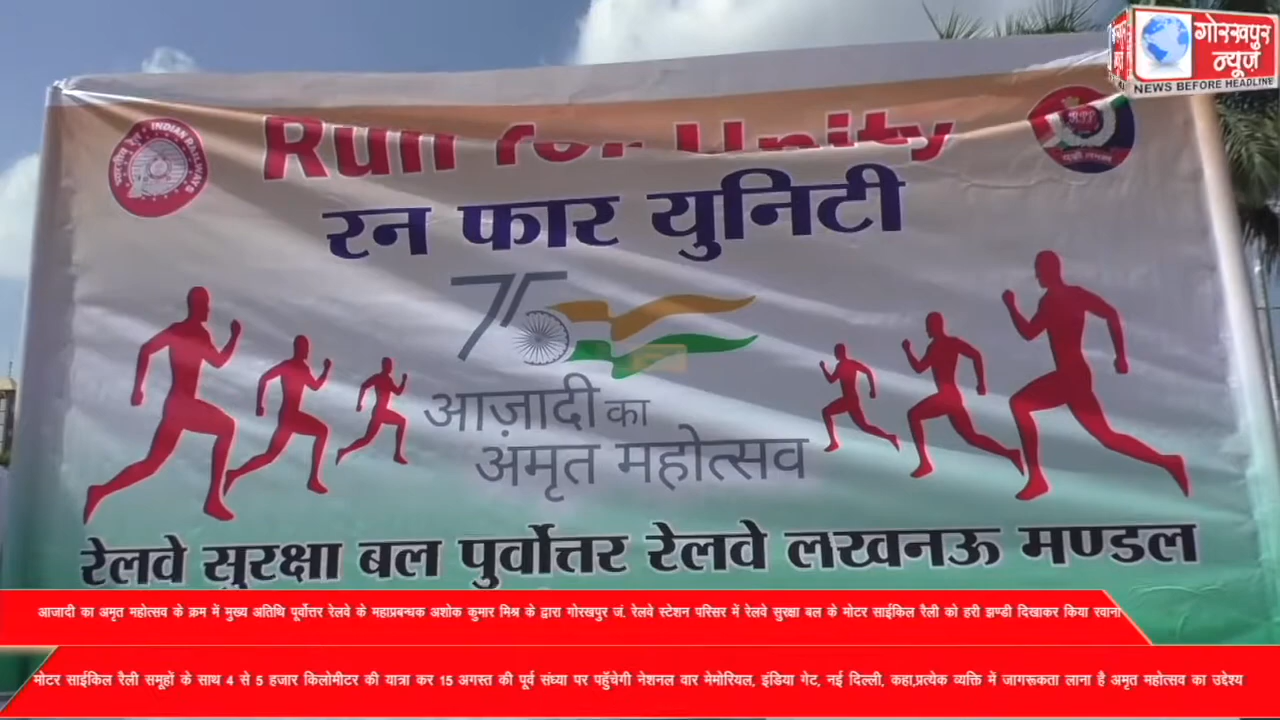 गोरखपुर
न्यूज़
NEWS BEFORE HEADLINE
INDIAN RAILWAYS
Run for Unity
रन फार युनिटी
75
आज़ादी का
अमृत महोत्सव
रेलवे सुरक्षा बल पुर्वोत्तर रेलवे लखनऊ मण्डल
आजादी का अमृत महोत्सव के क्रम में मुख्य अतिथि पूर्वोत्तर रेलवे के महाप्रबन्धक अशोक कुमार मिश्र के द्वारा गोरखपुर जं. रेलवे स्टेशन परिसर में रेलवे सुरक्षा बल के मोटर साईकिल रैली को हरी झण्डी दिखाकर किया रवाना
मोटर साईकिल रैली समूहों के साथ 4 से 5 हजार किलोमीटर की यात्रा कर 15 अगस्त की पूर्व संध्या पर पहुँचेगी नेशनल वार मेमोरियल, इंडिया गेट, नई दिल्ली, कहा,प्रत्येक व्यक्ति में जागरूकता लाना है अमृत महोत्सव का उद्देश्य